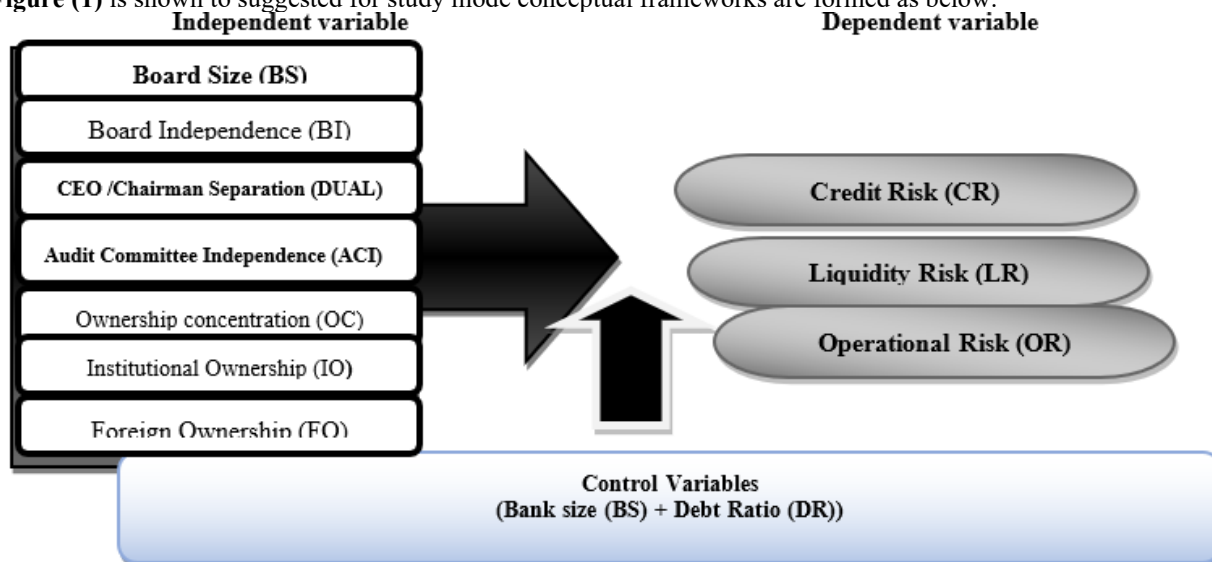 Figure (1) is shown to suggested for study mode conceptual frameworks are formed as below:
Independent variable
Dependent variable
Board Size (BS)
Board Independence (BI)
CEO /Chairman Separation (DUAL)
Audit Committee Independence (ACI)
Ownership concentration (OC)
Institutional Ownership (IO)
Foreign Ownership (FO)
Credit Risk (CR)
Liquidity Risk (LR)
Operational Risk (OR)
Control Variables
(Bank size (BS) + Debt Ratio (DR))